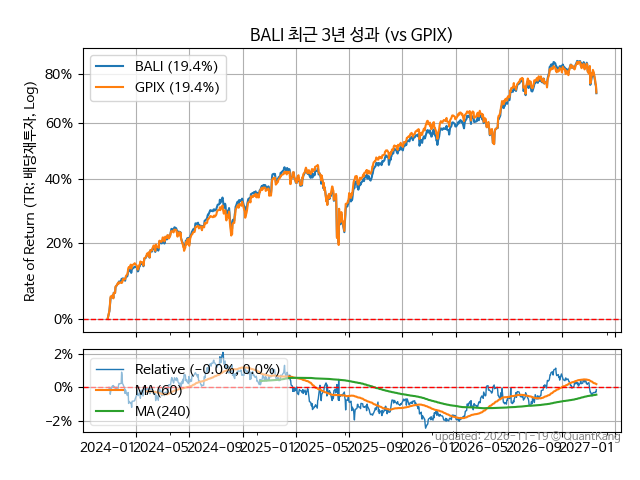 BALI 최근 3년 성과 (vs GPIX)
Rate of Return (TR: 배당재투자, Log)
80%
60%
40%
20%
0%
BALI (19.4%)
GPIX (19.4%)
2%
0%
−2%
Relative (−0.0%, 0.0%)
MA(60)
MA(240)
2024-01 2024-05 2024-09 2025-01 2025-05 2025-09 2026-01 2026-05 2026-09 2027-01
updated: 2026-11-19 © QuantKang